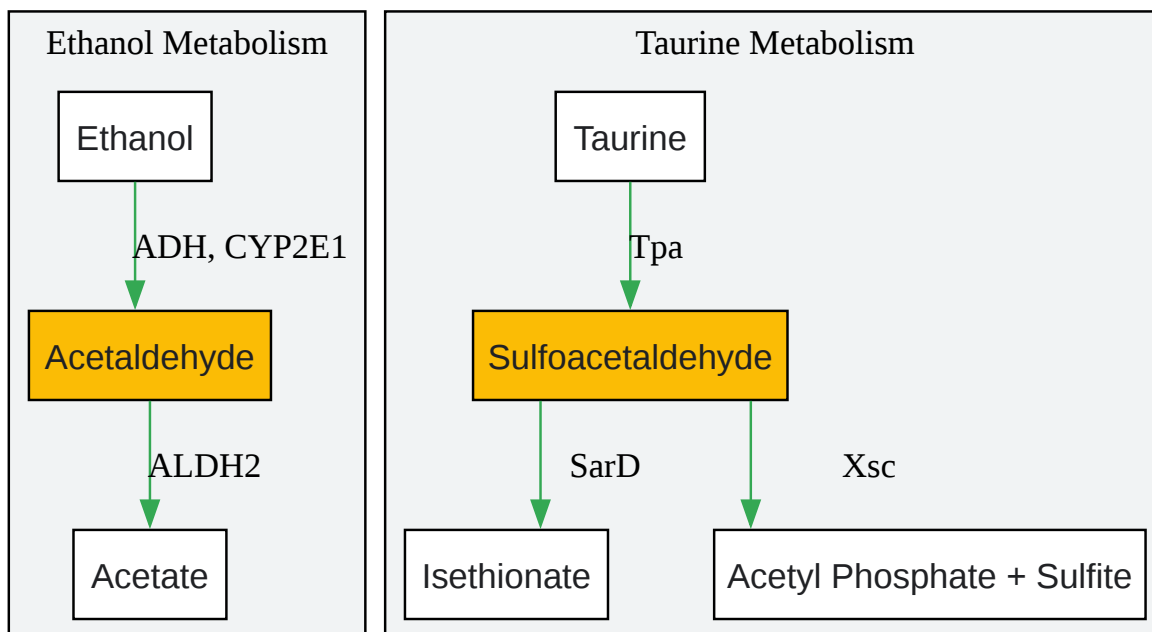 Ethanol Metabolism
Ethanol
ADH, CYP2E1
Acetaldehyde
ALDH2
Acetate
Taurine Metabolism
Taurine
Tpa
Sulfoacetaldehyde
SarD
Xsc
Isethionate
Acetyl Phosphate + Sulfite